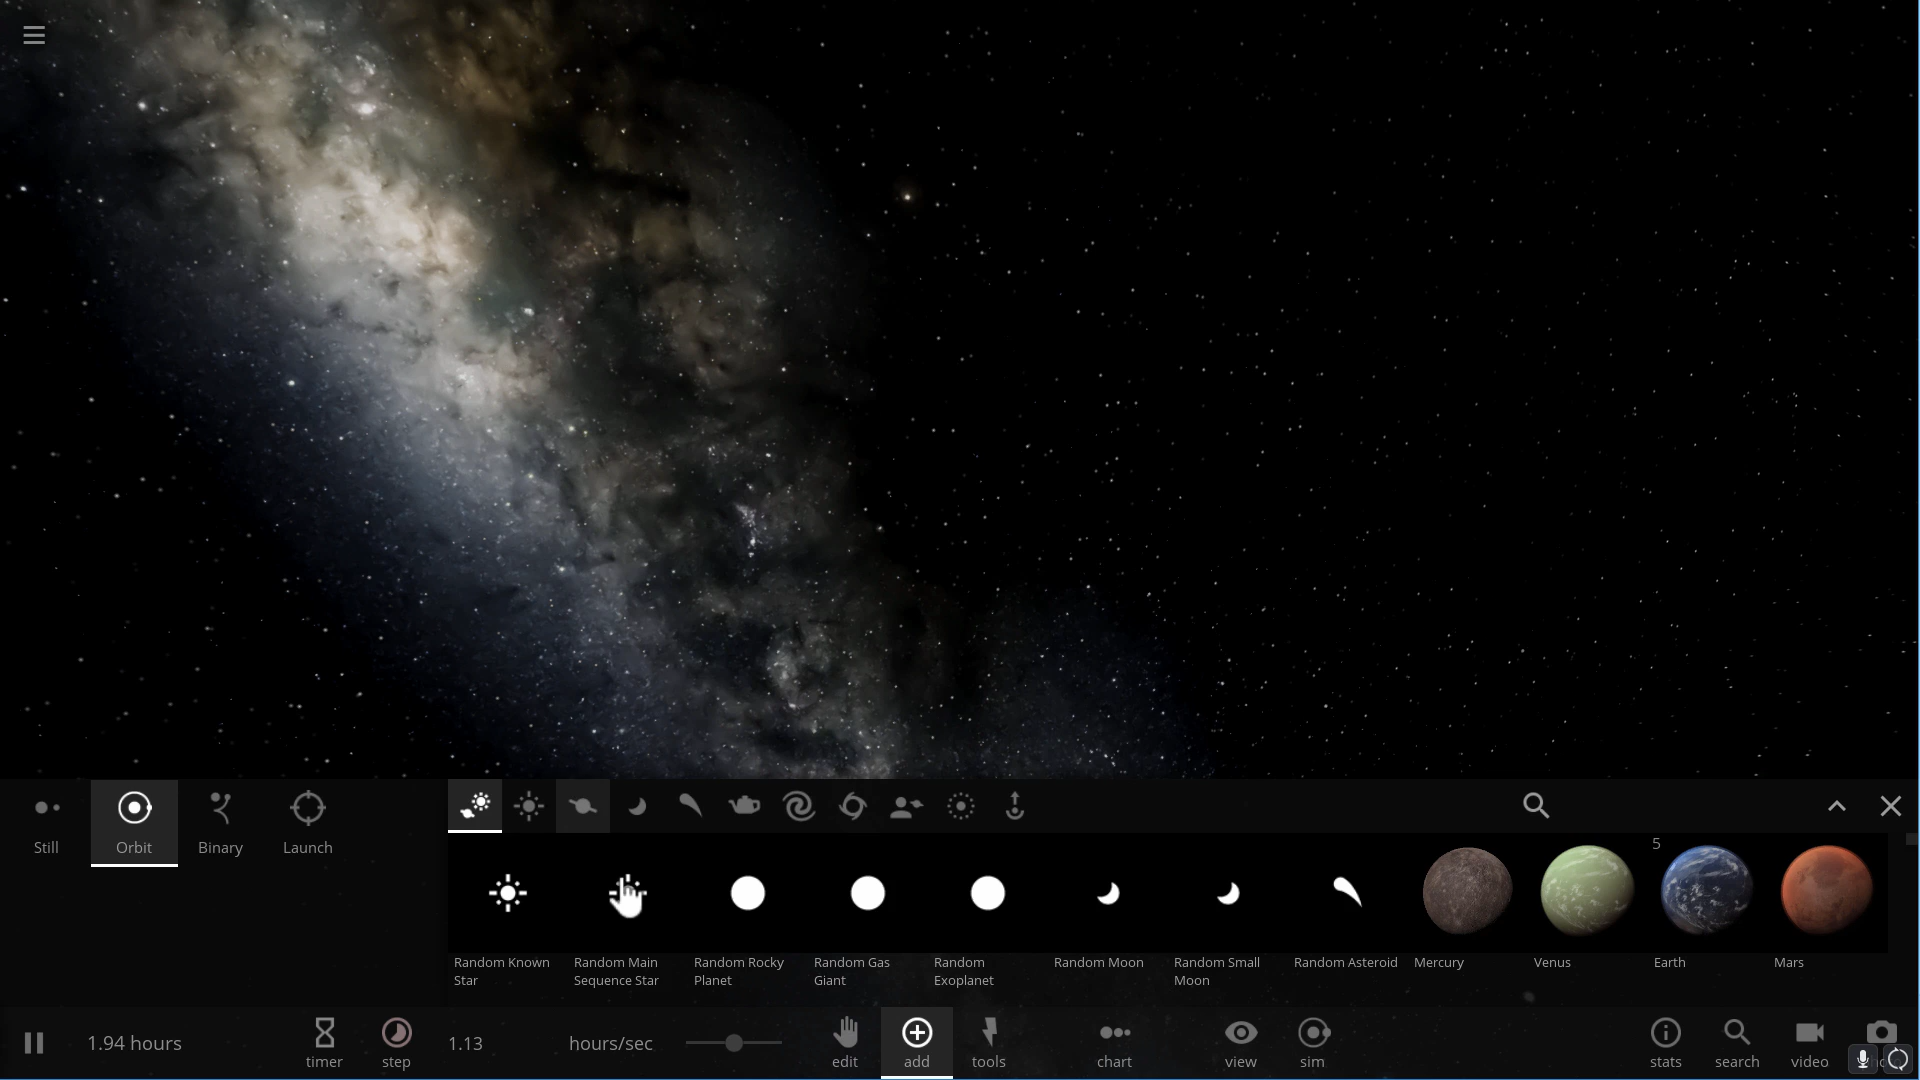 Still
Orbit
Binary
Launch
5
Random Known
Star
Random Main
Sequence Star
Random Rocky
Planet
Random Gas
Giant
Random
Exoplanet
Random Moon
Random Small
Moon
Random Asteroid
Mercury
Venus
Earth
Mars
1.94 hours
timer
step
1.13
hours/sec
edit
add
tools
chart
view
sim
stats
search
video